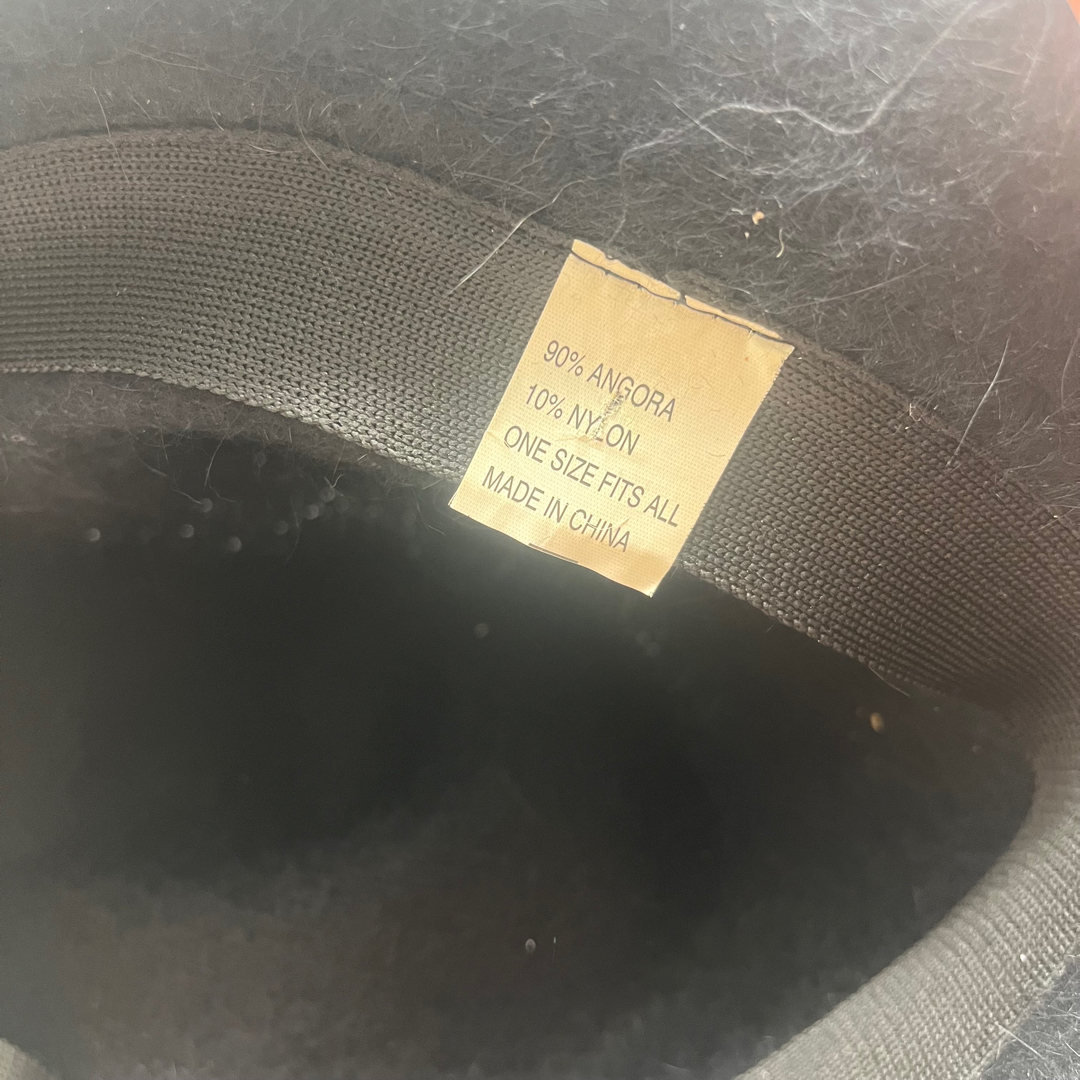 90% ANGORA
10% NYLON
ONE SIZE FITS ALL
MADE IN CHINA